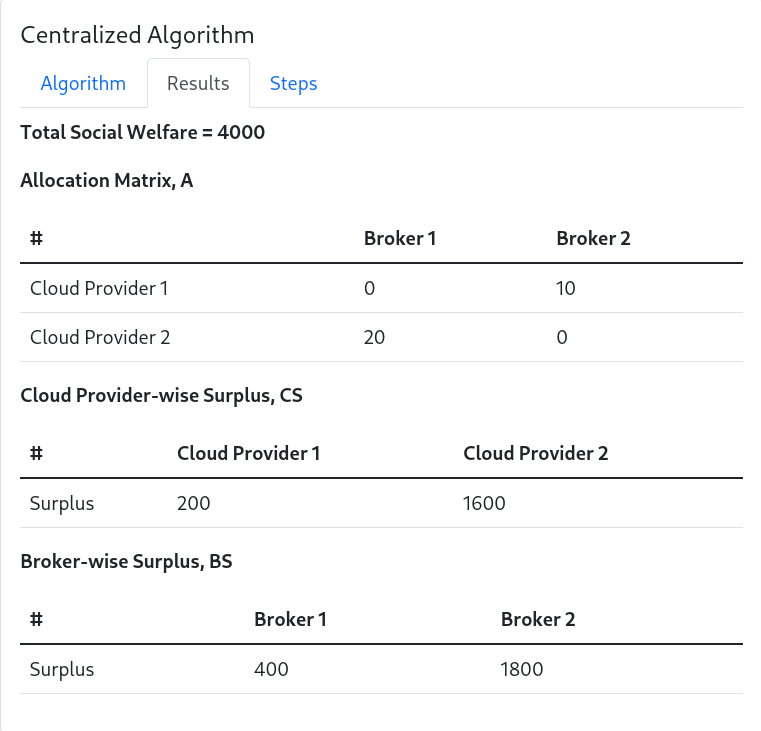 Centralized Algorithm
Algorithm Results Steps
Total Social Welfare = 4000
Allocation Matrix, A
# Broker 1 Broker 2
Cloud Provider 1 0 10
Cloud Provider 2 20 0
Cloud Provider-wise Surplus, CS
# Cloud Provider 1 Cloud Provider 2
Surplus 200 1600
Broker-wise Surplus, BS
# Broker 1 Broker 2
Surplus 400 1800